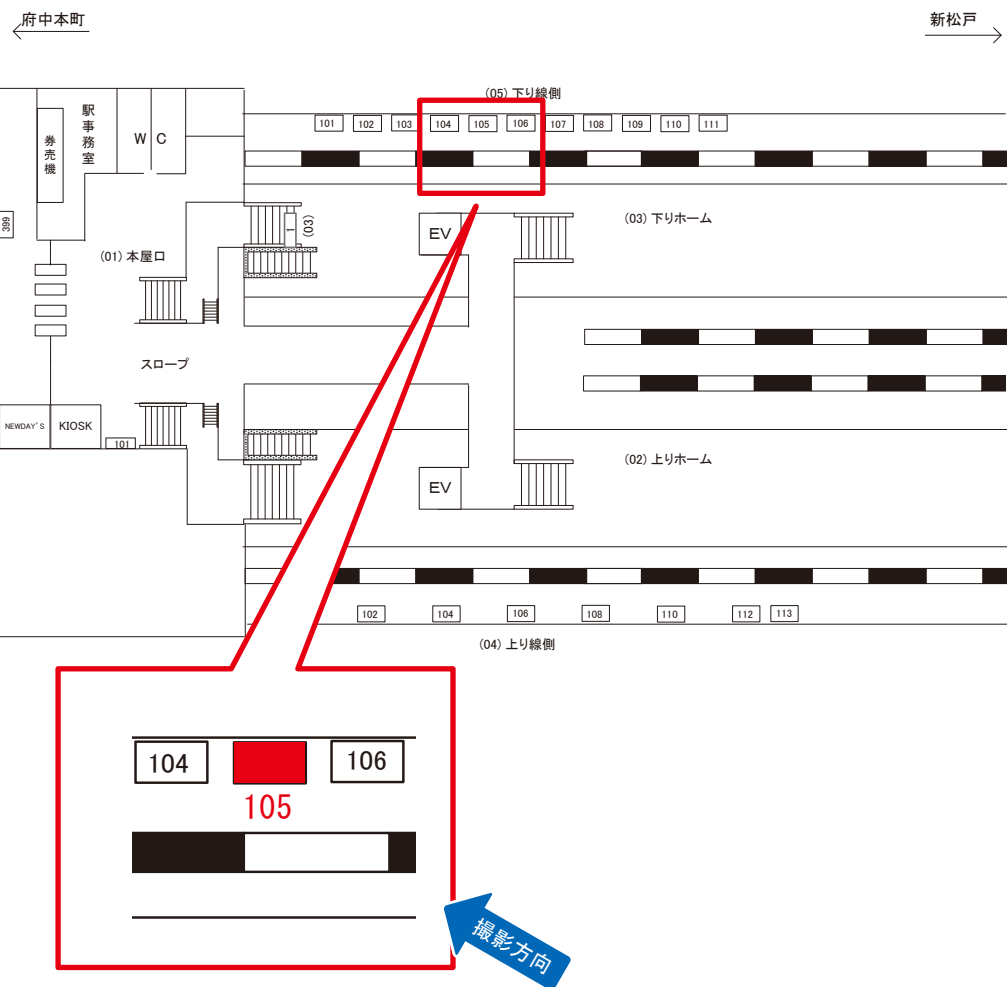 府中本町
新松戸
(05) 下り線側
101 102 103 104 105 106 107 108 109 110 111
駅事務室
券売機
W C
399
1
(03)
EV
(03) 下りホーム
(01) 本屋口
スロープ
NEWDAY'S
KIOSK
101
(02) 上りホーム
EV
102 104 106 108 110 112 113
(04) 上り線側
104 106
105
撮影方向